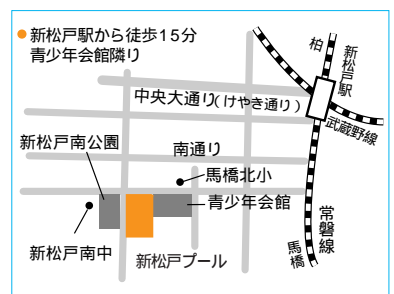 新松戸駅から徒歩15分
青少年会館隣り
柏
新松戸駅
中央大通り(けやき通り)
武蔵野線
新松戸南公園
南通り
馬橋北小
青少年会館
常磐線
新松戸南中
新松戸プール
馬橋